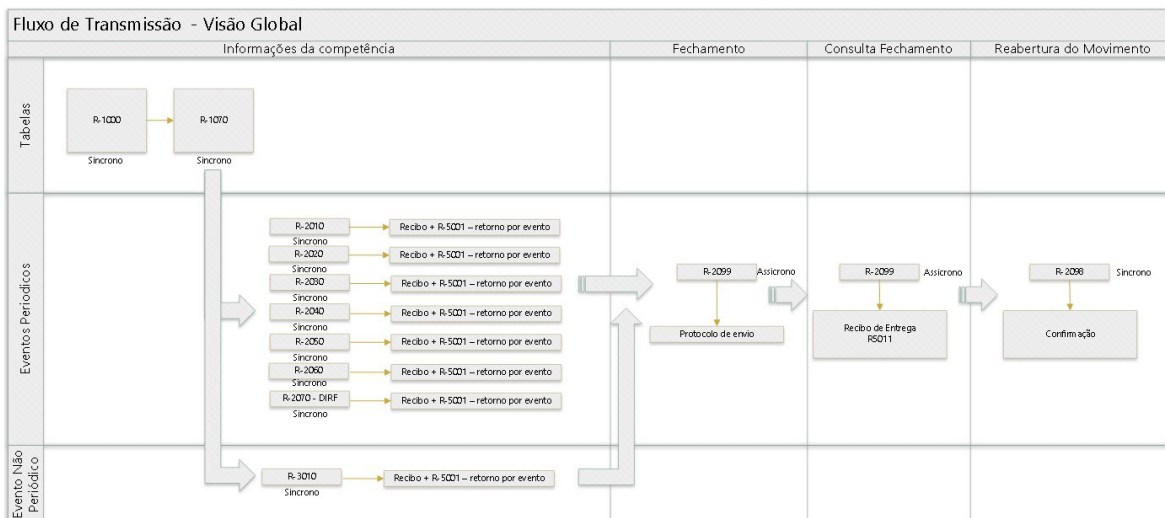 Fluxo de Transmissão - Visão Global
Informações da competência
Fechamento
Consulta Fechamento
Reabertura do Movimento
Tabelas
R-1000
Sincrono
R-1070
Sincrono
Eventos Periodicos
R-2010
Sincrono
Recibo + R-5001 – retorno por evento
R-2020
Sincrono
Recibo + R-5001 – retorno por evento
R-2030
Sincrono
Recibo + R-5001 – retorno por evento
R-2040
Sincrono
Recibo + R-5001 – retorno por evento
R-2050
Sincrono
Recibo + R-5001 – retorno por evento
R-2060
Sincrono
Recibo + R-5001 – retorno por evento
R-2070 - DIRF
Sincrono
Recibo + R-5001 – retorno por evento
R-2099
Assicrono
Protocolo de envio
R-2099
Assicrono
Recibo de Entrega
R5011
R-2098
Sincrono
Confirmação
Evento Não
Periódico
R-3010
Sincrono
Recibo + R-5001 – retorno por evento